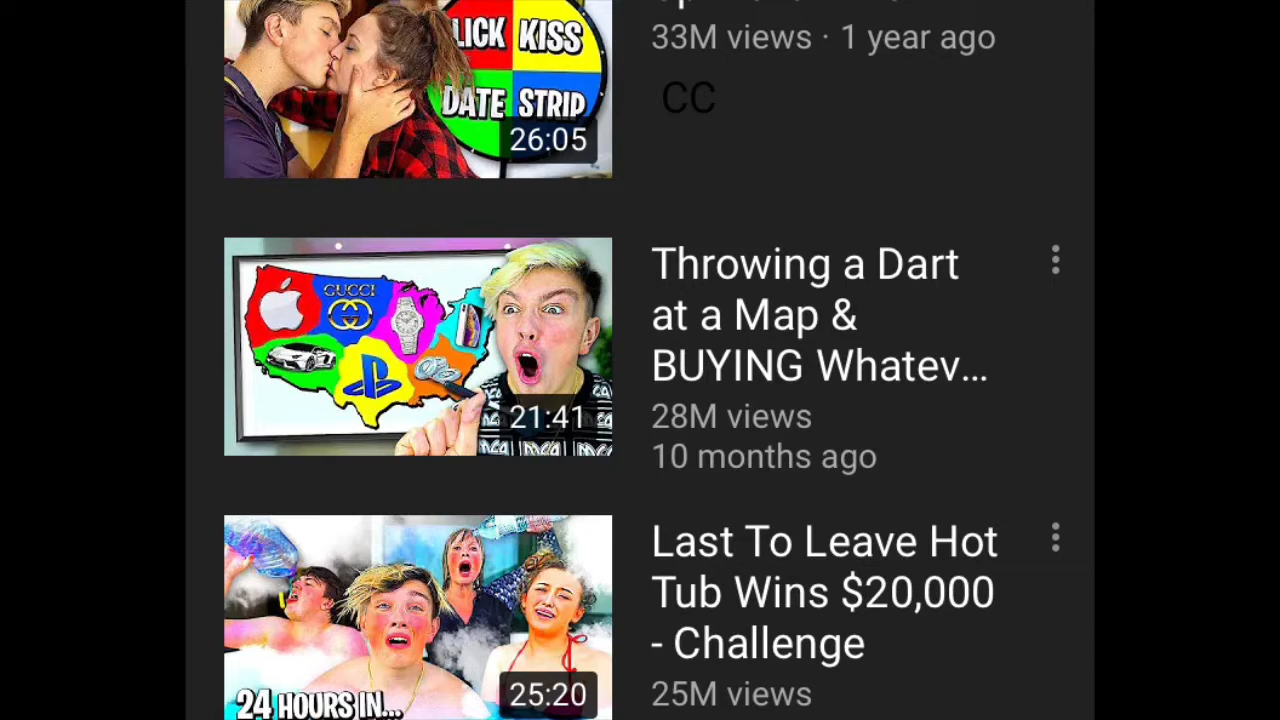 LICK KISS
DATE STRIP
26:05
33M views · 1 year ago
CC
GUCCI
21:41
Throwing a Dart
at a Map &
BUYING Whatev...
28M views
10 months ago
24 HOURS IN...
25:20
Last To Leave Hot
Tub Wins $20,000
- Challenge
25M views